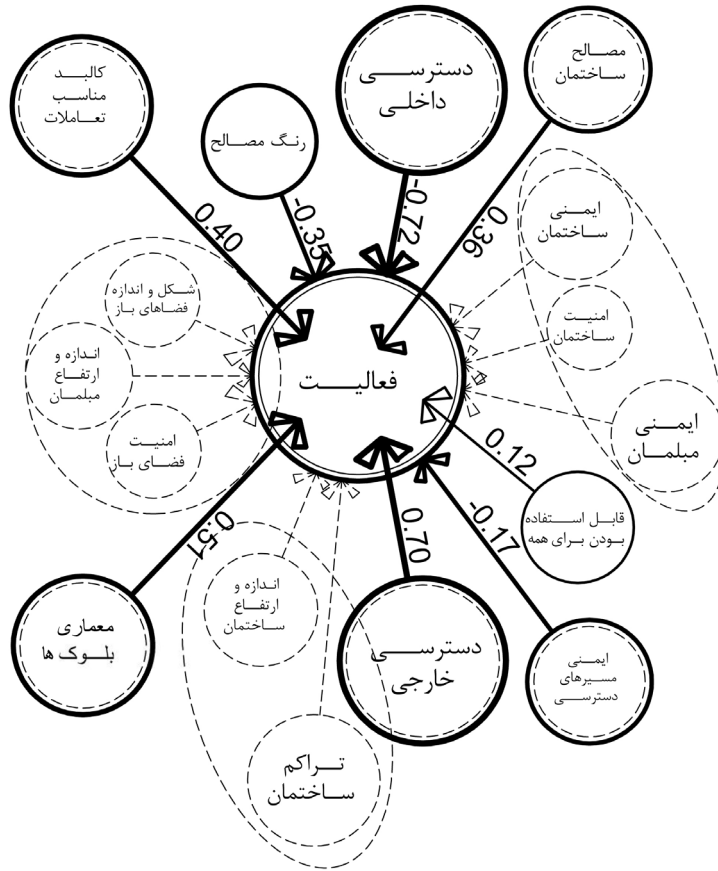 دسترسی
داخلی
مصالح
ساختمان
کالبد
مناسب
تعاملات
رنگ مصالح
-0.72
-0.35
0.36
0.40
ایمنی
ساختمان
امنیت
ساختمان
ایمنی
مبلمان
شکل و اندازه
فضاهای باز
اندازه و
ارتفاع
مبلمان
امنیت
فضای باز
فعالیت
0.12
-0.17
0.70
0.51
قابل استفاده
بودن برای همه
اندازه و
ارتفاع
ساختمان
معماری
بلوک ها
دسترسی
خارجی
ایمنی
مسیرهای
دسترسی
تراکم
ساختمان